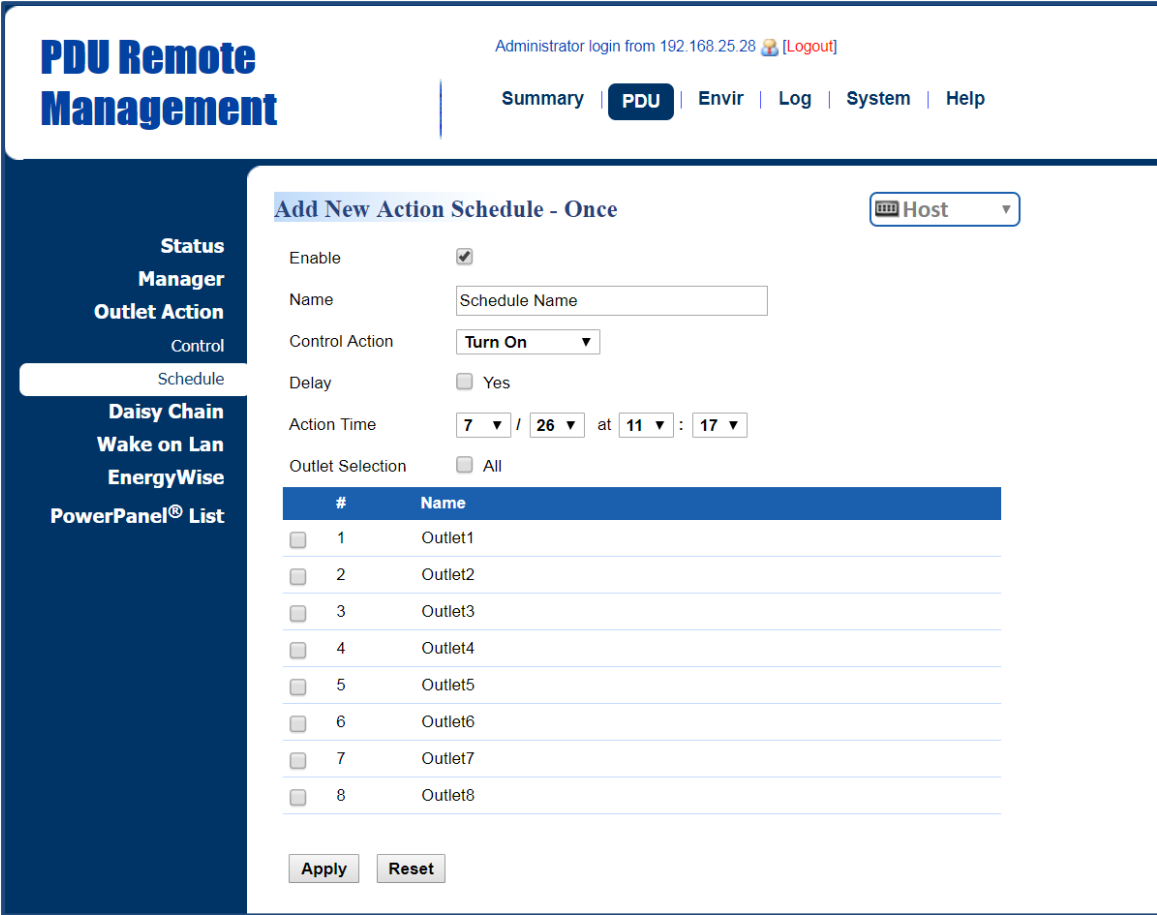 PDU Remote
Management
Administrator login from 192.168.25.28 [Logout]
Summary | PDU | Envir | Log | System | Help
Status
Manager
Outlet Action
Control
Schedule
Daisy Chain
Wake on Lan
EnergyWise
PowerPanel® List
Add New Action Schedule - Once
Host
Enable
Name Schedule Name
Control Action Turn On
Delay Yes
Action Time 7 / 26 at 11 : 17
Outlet Selection All
# Name
1 Outlet1
2 Outlet2
3 Outlet3
4 Outlet4
5 Outlet5
6 Outlet6
7 Outlet7
8 Outlet8
Apply Reset